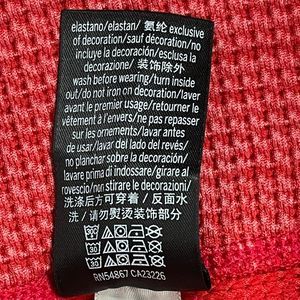 elastano/elastan/ 氨纶 exclusive
of decoration/sauf décoration/no
incluye la decoración/esclusa la
decorazione/ 装饰除外
wash before wearing/turn inside
out/do not iron on decoration/laver
avant le premier usage/retourner le
vêtement à l'envers/ne pas repasser
sur les ornements/lavar antes
de usar/lavar del lado del revés/
no planchar sobre la decoración/
lavare prima di indossare/girare al
rovescio/non stirare le decorazioni/
洗涤后方可穿着/反面水
洗/请勿熨烫装饰部分
30
30
30
RN54867 CA23226